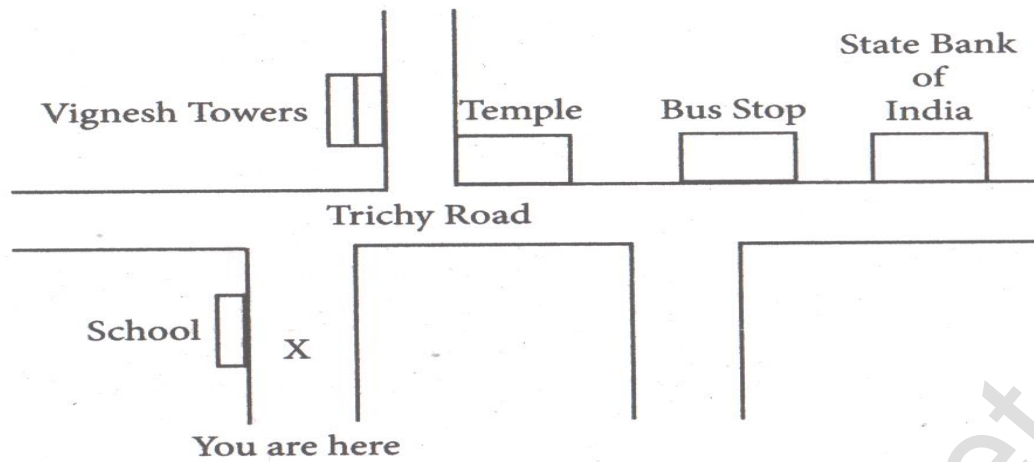 State Bank
of
India
Vignesh Towers
Temple
Bus Stop
Trichy Road
School
X
You are here